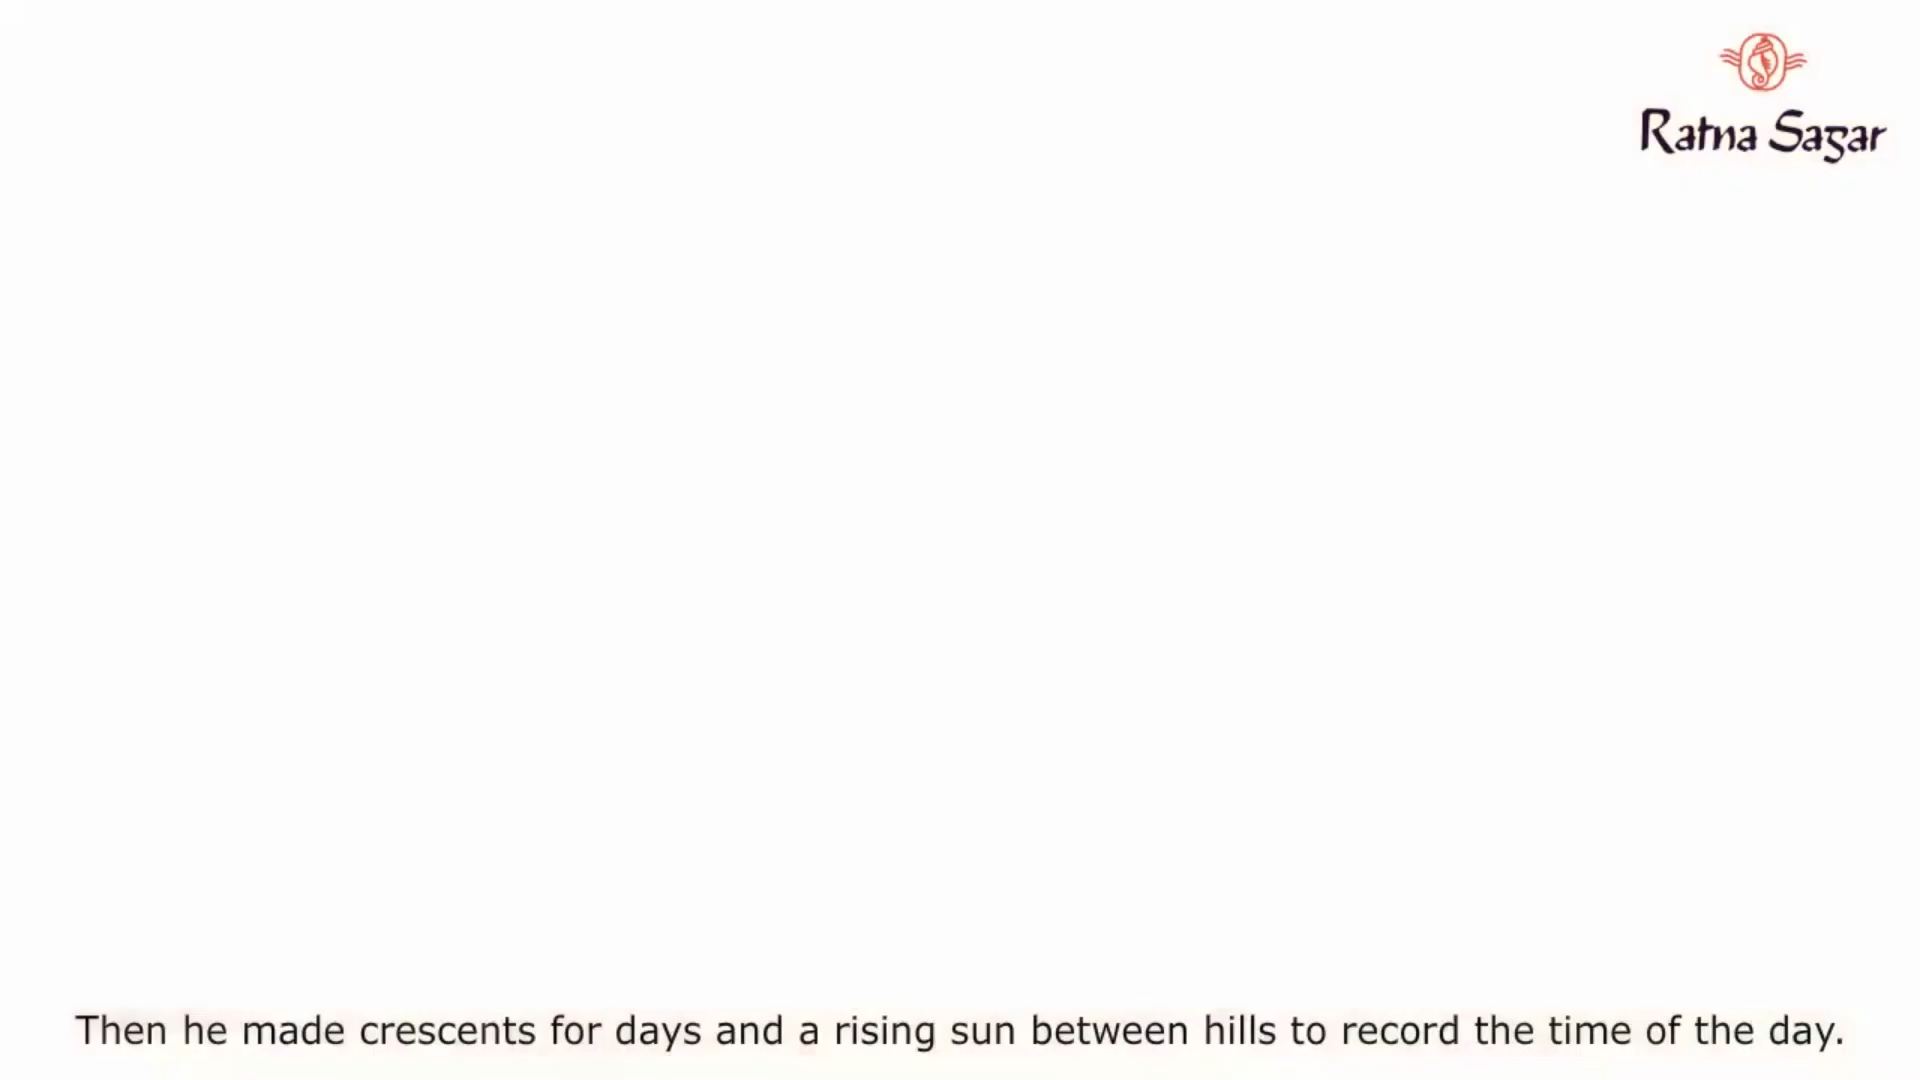 Ratna Sagar
Then he made crescents for days and a rising sun between hills to record the time of the day.